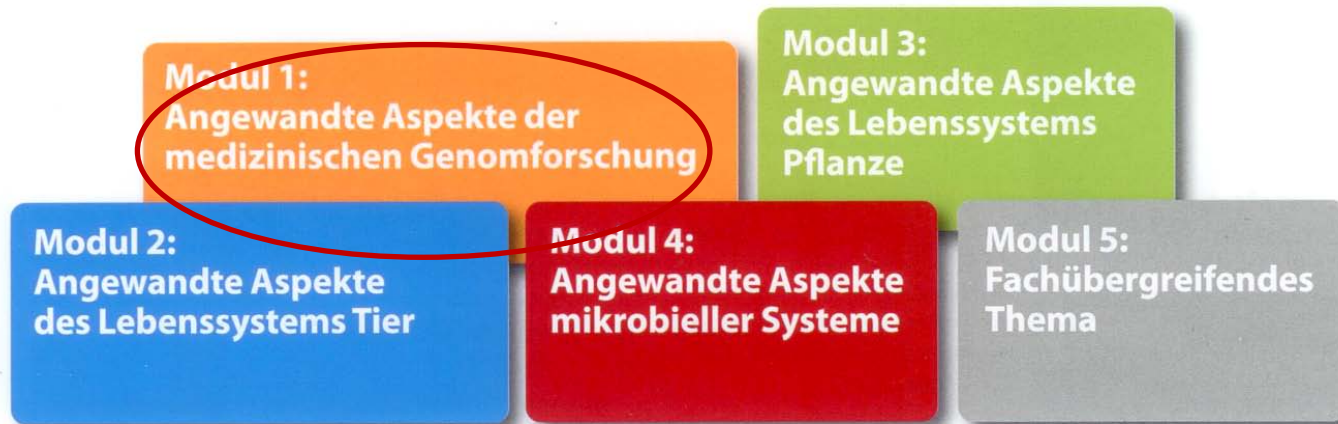 Modul 1:
Angewandte Aspekte der
medizinischen Genomforschung
Modul 3:
Angewandte Aspekte
des Lebenssystems
Pflanze
Modul 2:
Angewandte Aspekte
des Lebenssystems Tier
Modul 4:
Angewandte Aspekte
mikrobieller Systeme
Modul 5:
Fachübergreifendes
Thema